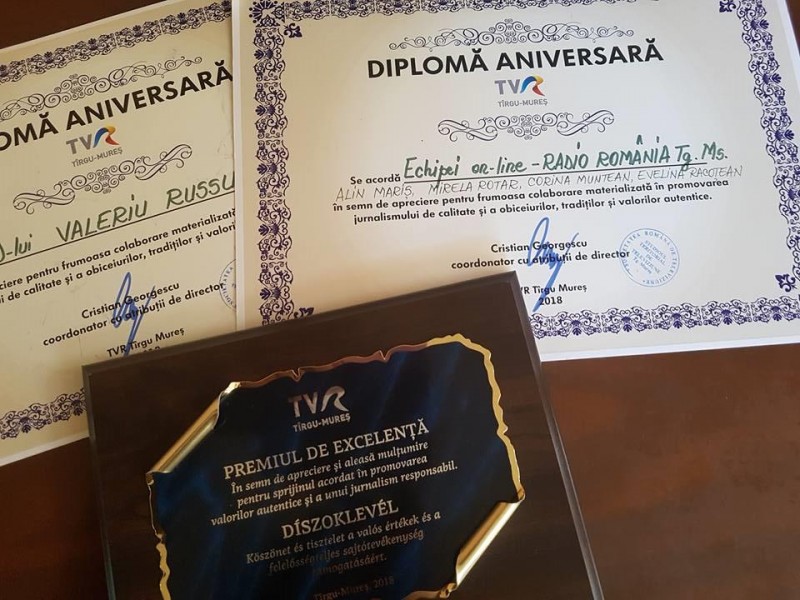 OMĂ ANIVERSARĂ
TVR
TÎRGU-MUREȘ
-lui VALERIU RUSSU
ciere pentru frumoasa colaborare materializată
i de calitate și a obiceiurilor, tradițiilor și valori
Cristian Georgescu
coordonator cu atribuții de director
TVR Tîrgu Mureș
2018
DIPLOMĂ ANIVERSARĂ
TVR
TÎRGU-MUREȘ
Se acordă Echipei on-line - RADIO ROMÂNIA Tg. Ms.
ALIN MARIȘ, MIRELA ROTAR, CORINA MUNTEAN, EVELINA RACOȚEAN
în semn de apreciere pentru frumoasa colaborare materializată în promovarea
jurnalismului de calitate și a obiceiurilor, tradițiilor și valorilor autentice.
Cristian Georgescu
coordonator cu atribuții de director
TVR Tîrgu Mureș
2018
TVR
TÎRGU-MUREȘ
PREMIUL DE EXCELENȚĂ
În semn de apreciere și aleasă mulțumire
pentru sprijinul acordat în promovarea
valorilor autentice și a unui jurnalism responsabil.
DÍSZOKLEVÉL
Köszönet és tisztelet a valós értékek és a
felelősségteljes sajtótevékenység
támogatásáért.
Tîrgu-Mureș, 2018